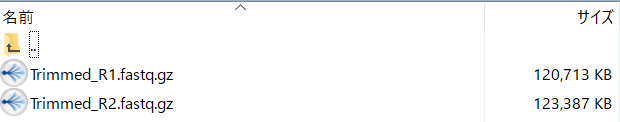 名前 サイズ
..
Trimmed_R1.fastq.gz 120,713 KB
Trimmed_R2.fastq.gz 123,387 KB